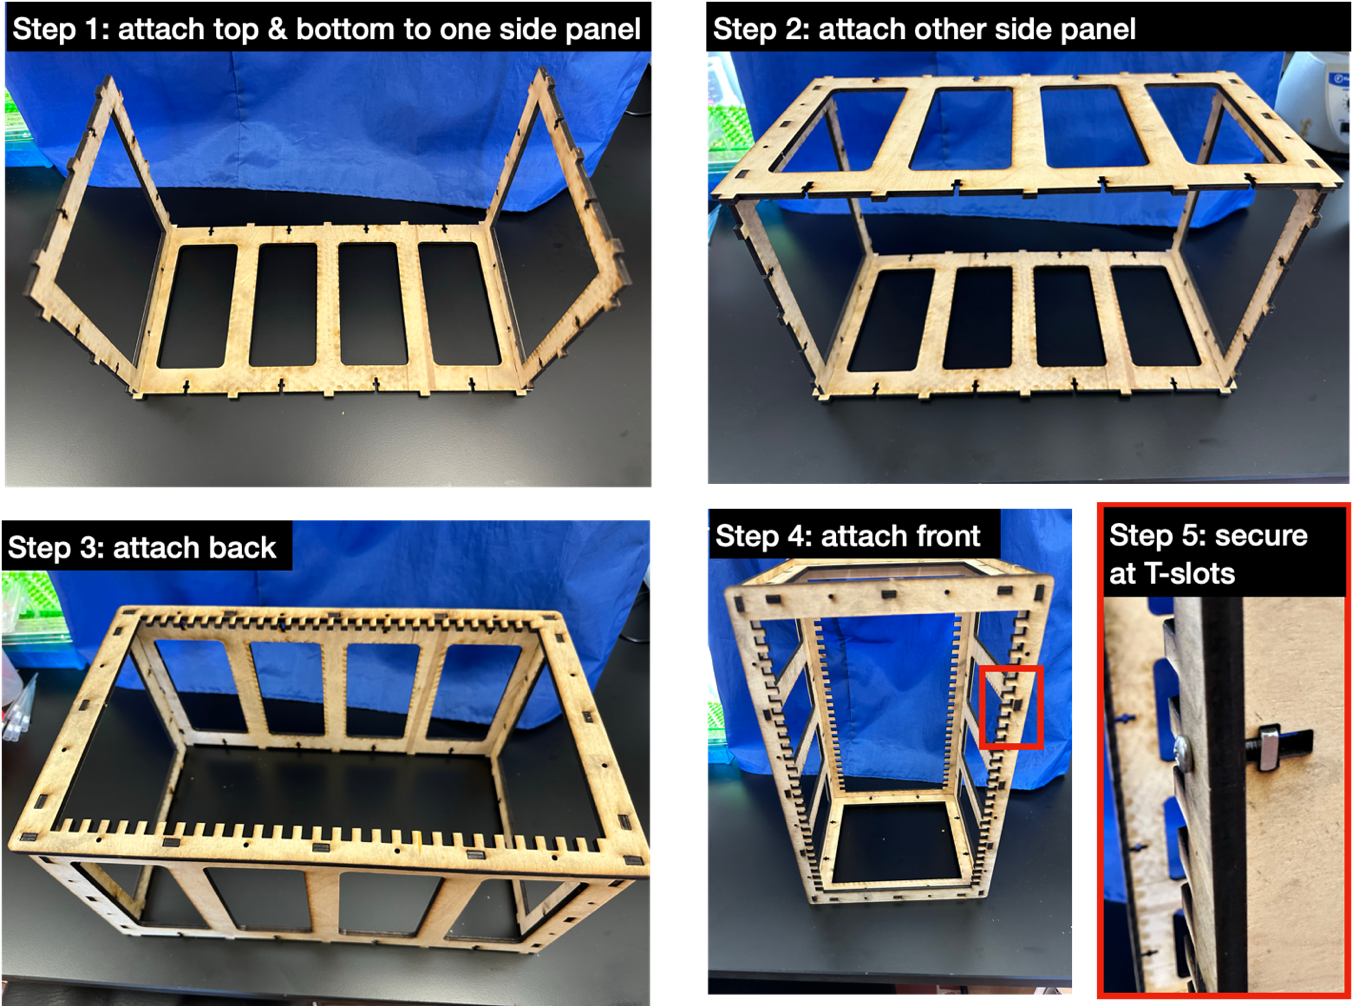 Step 1: attach top & bottom to one side panel
Step 2: attach other side panel
Step 3: attach back
Step 4: attach front
Step 5: secure
at T-slots